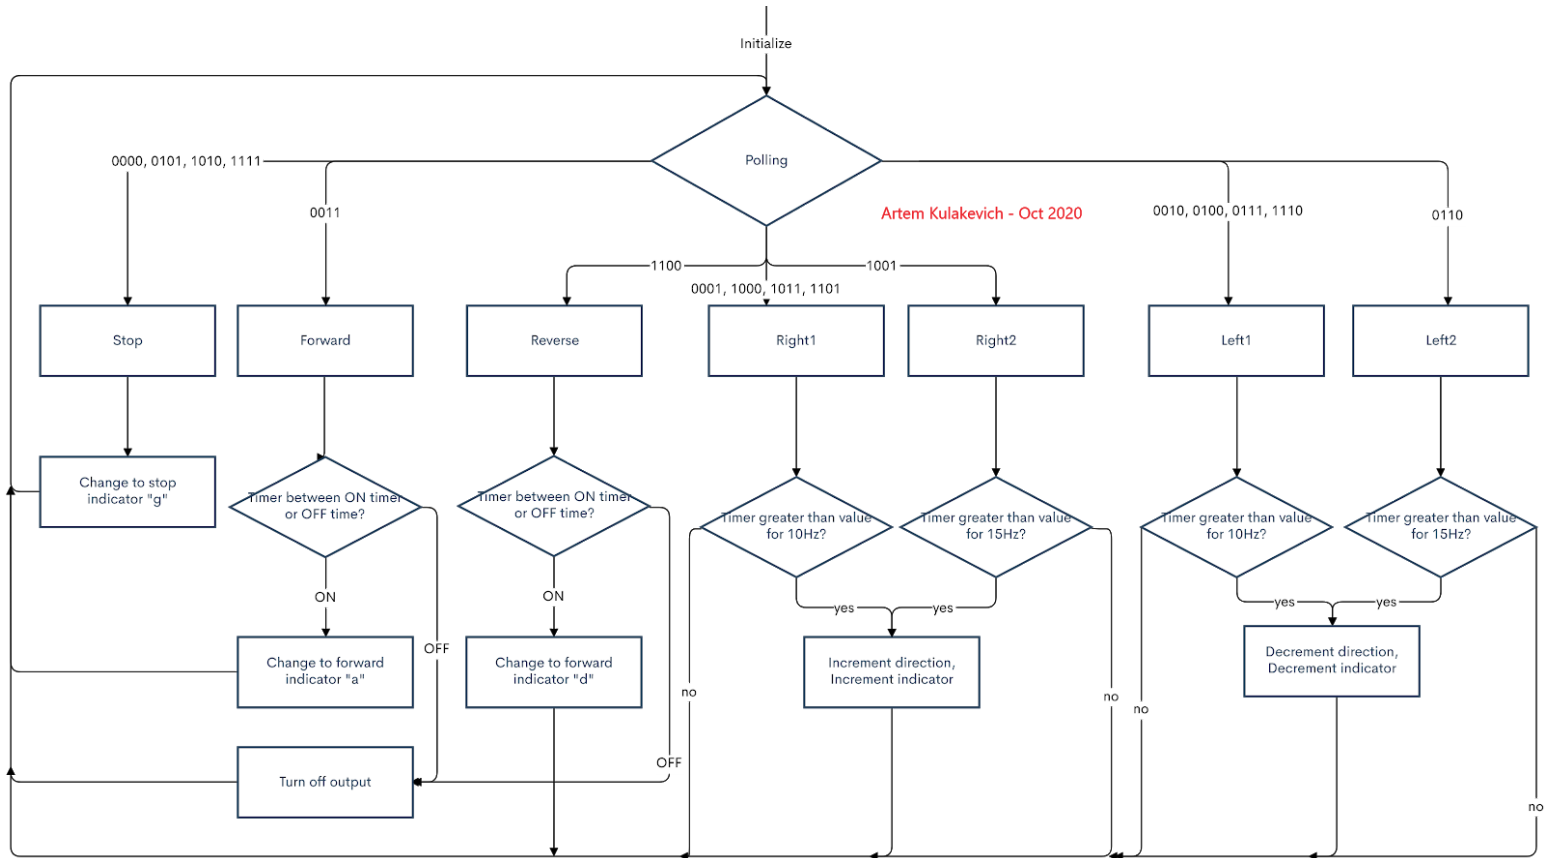 Initialize
Polling
0000, 0101, 1010, 1111
0011
Artem Kulakevich - Oct 2020
0010, 0100, 0111, 1110
0110
1100
1001
0001, 1000, 1011, 1101
Stop
Forward
Reverse
Right1
Right2
Left1
Left2
Change to stop
indicator "g"
Timer between ON timer
or OFF time?
Timer between ON timer
or OFF time?
Timer greater than value
for 10Hz?
Timer greater than value
for 15Hz?
Timer greater than value
for 10Hz?
Timer greater than value
for 15Hz?
ON
ON
yes
yes
yes
yes
OFF
Change to forward
indicator "a"
Change to forward
indicator "d"
Increment direction,
Increment indicator
Decrement direction,
Decrement indicator
no
no
no
OFF
Turn off output
no